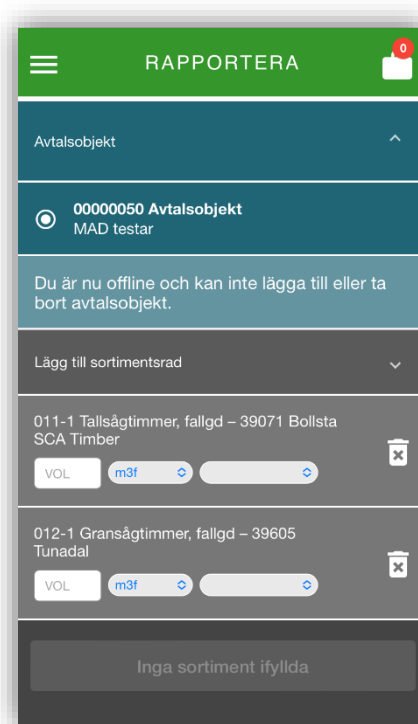 RAPPORTERA
0
Avtalsobjekt
00000050 Avtalsobjekt
MAD testar
Du är nu offline och kan inte lägga till eller ta
bort avtalsobjekt.
Lägg till sortimentsrad
011-1 Tallsågtimmer, fallgd – 39071 Bollsta
SCA Timber
VOL m3f
012-1 Gransågtimmer, fallgd – 39605
Tunadal
VOL m3f
Inga sortiment ifyllda